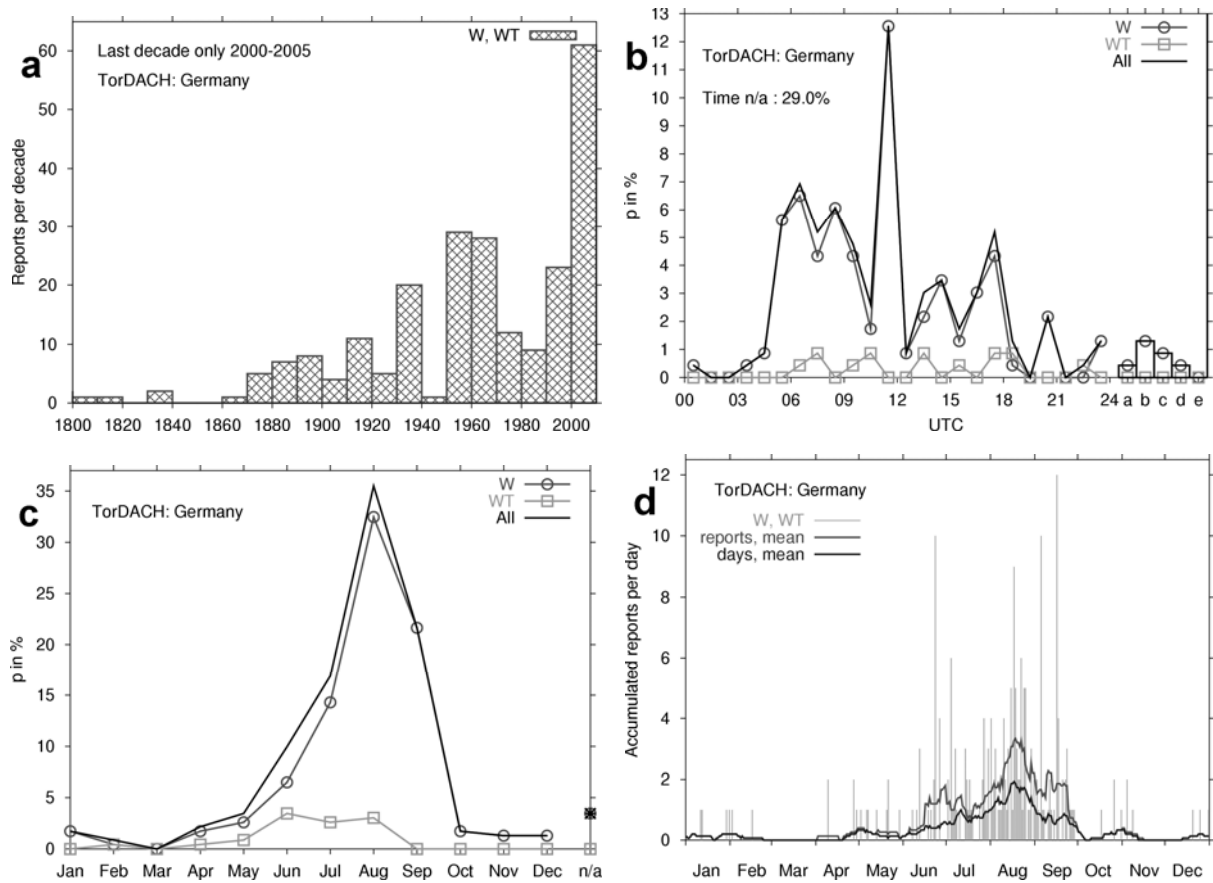 a
Last decade only 2000-2005
TorDACH: Germany
W, WT
Reports per decade
60
50
40
30
20
10
0
1800 1820 1840 1860 1880 1900 1920 1940 1960 1980 2000
b
TorDACH: Germany
Time n/a : 29.0%
W
WT
All
p in %
13
12
11
10
9
8
7
6
5
4
3
2
1
0
00 03 06 09 12 15 18 21 24 a b c d e
UTC
c
TorDACH: Germany
W
WT
All
p in %
35
30
25
20
15
10
5
0
Jan Feb Mar Apr May Jun Jul Aug Sep Oct Nov Dec n/a
d
TorDACH: Germany
W, WT
reports, mean
days, mean
Accumulated reports per day
12
10
8
6
4
2
0
Jan Feb Mar Apr May Jun Jul Aug Sep Oct Nov Dec